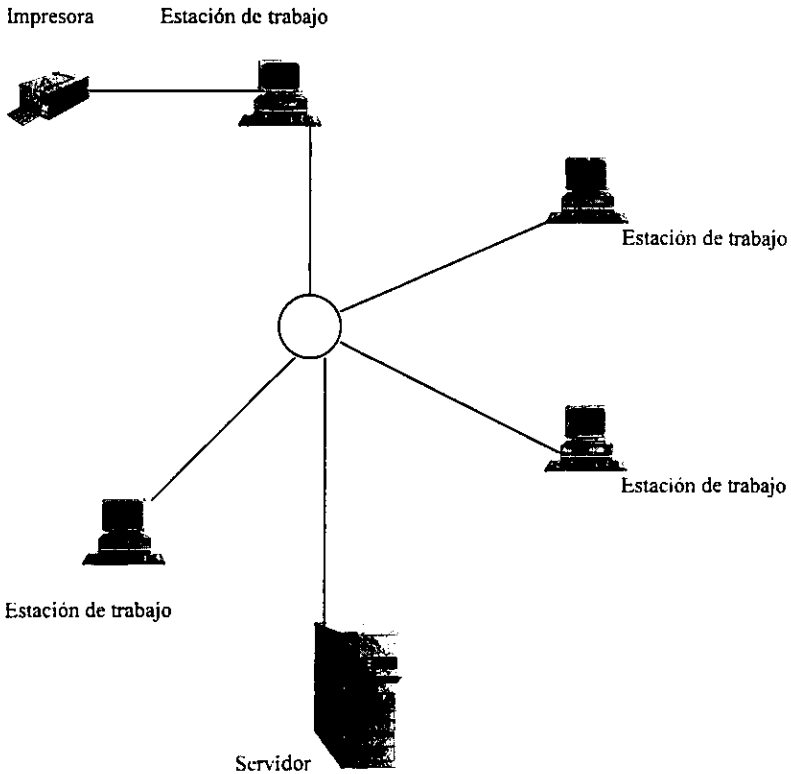 Impresora
Estación de trabajo
Estación de trabajo
Estación de trabajo
Estación de trabajo
Servidor